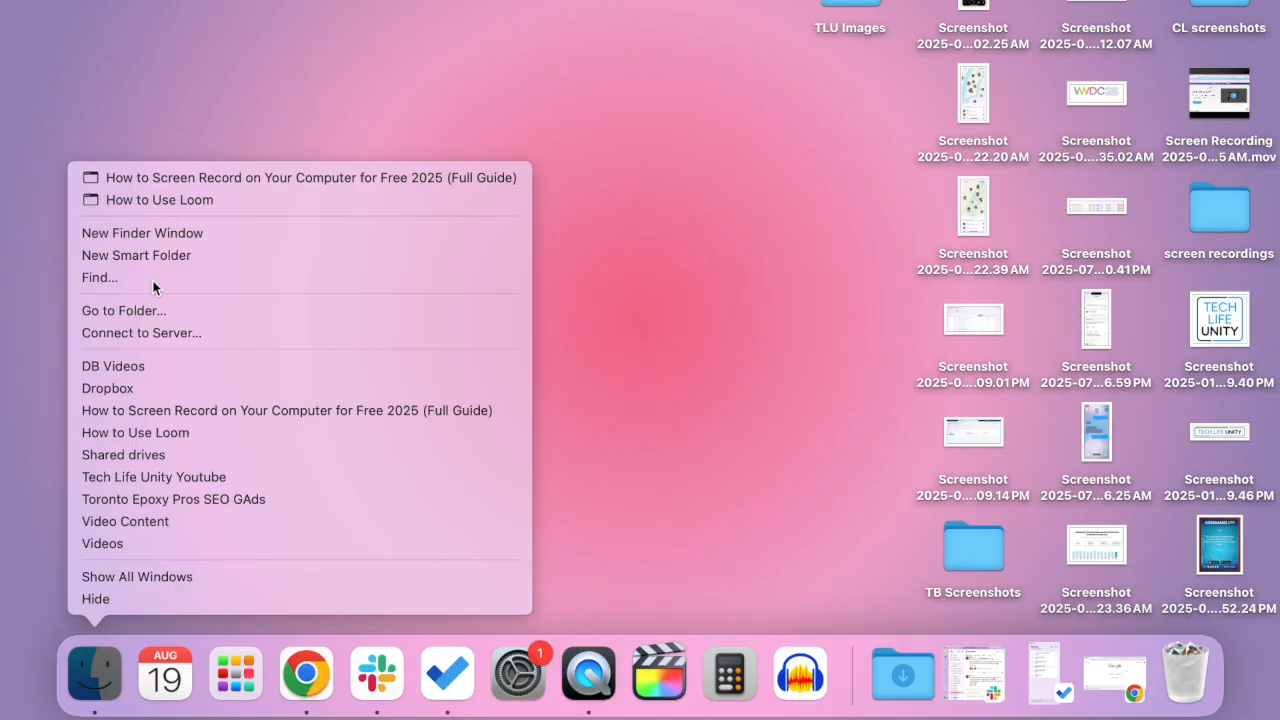 TLU Images
Screenshot
2025-0...02.25 AM
Screenshot
2025-0....12.07 AM
CL screenshots
Screenshot
2025-0...22.20 AM
WWDC25
Screenshot
2025-0....35.02 AM
Screen Recording
2025-0...5 AM.mov
Screenshot
2025-0...22.39 AM
Screenshot
2025-07...0.41 PM
screen recordings
Screenshot
2025-0....09.01 PM
Screenshot
2025-07...6.59 PM
TECH
LIFE
UNITY
Screenshot
2025-01...9.40 PM
Screenshot
2025-0....09.14 PM
Screenshot
2025-07...6.25 AM
TECH LIFE UNITY
Screenshot
2025-01...9.46 PM
TB Screenshots
Screenshot
2025-0...23.36 AM
Screenshot
2025-0....52.24 PM
How to Screen Record on Your Computer for Free 2025 (Full Guide)
How to Use Loom
New Finder Window
New Smart Folder
Find...
Go to Folder...
Connect to Server...
DB Videos
Dropbox
How to Screen Record on Your Computer for Free 2025 (Full Guide)
How to Use Loom
Shared drives
Tech Life Unity Youtube
Toronto Epoxy Pros SEO GAds
Video Content
Videos
Show All Windows
Hide
AUG
19
1